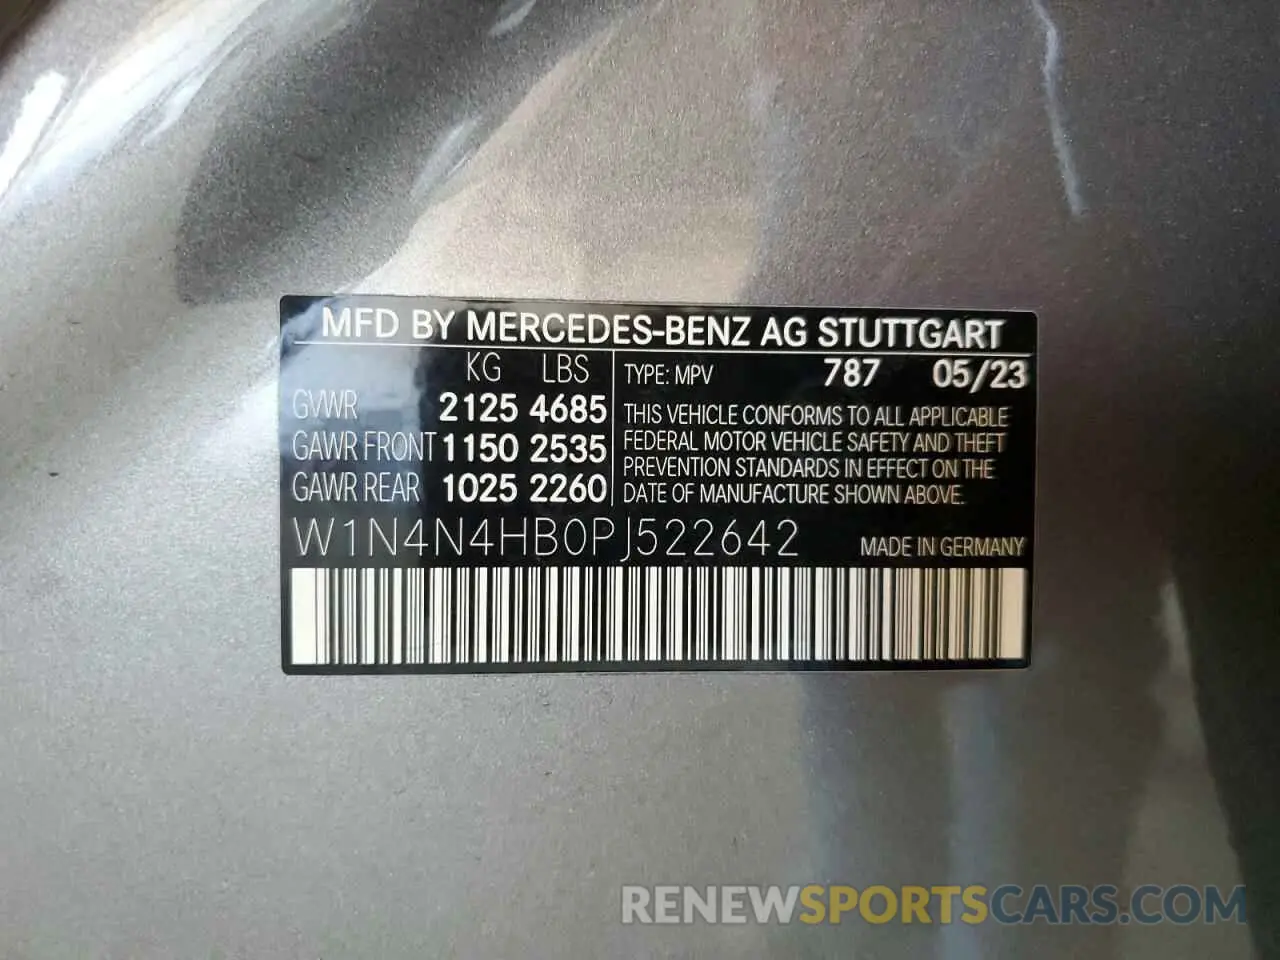 MFD BY MERCEDES-BENZ AG STUTTGART
KG LBS
GVWR 2125 4685
GAWR FRONT 1150 2535
GAWR REAR 1025 2260
TYPE: MPV 787 05/23
THIS VEHICLE CONFORMS TO ALL APPLICABLE
FEDERAL MOTOR VEHICLE SAFETY AND THEFT
PREVENTION STANDARDS IN EFFECT ON THE
DATE OF MANUFACTURE SHOWN ABOVE.
W1N4N4HB0PJ522642 MADE IN GERMANY
RENEWSPORTSCARS.COM